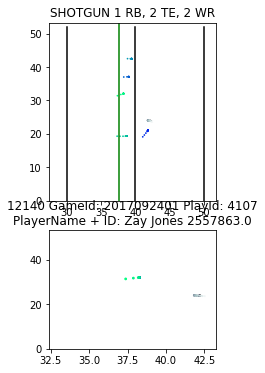 SHOTGUN 1 RB, 2 TE, 2 WR
50
40
30
20
10
0
30 35 40 45 50
12140 GameId: 2017092401 PlayId: 4107
PlayerName + ID: Zay Jones 2557863.0
40
20
0
32.5 35.0 37.5 40.0 42.5